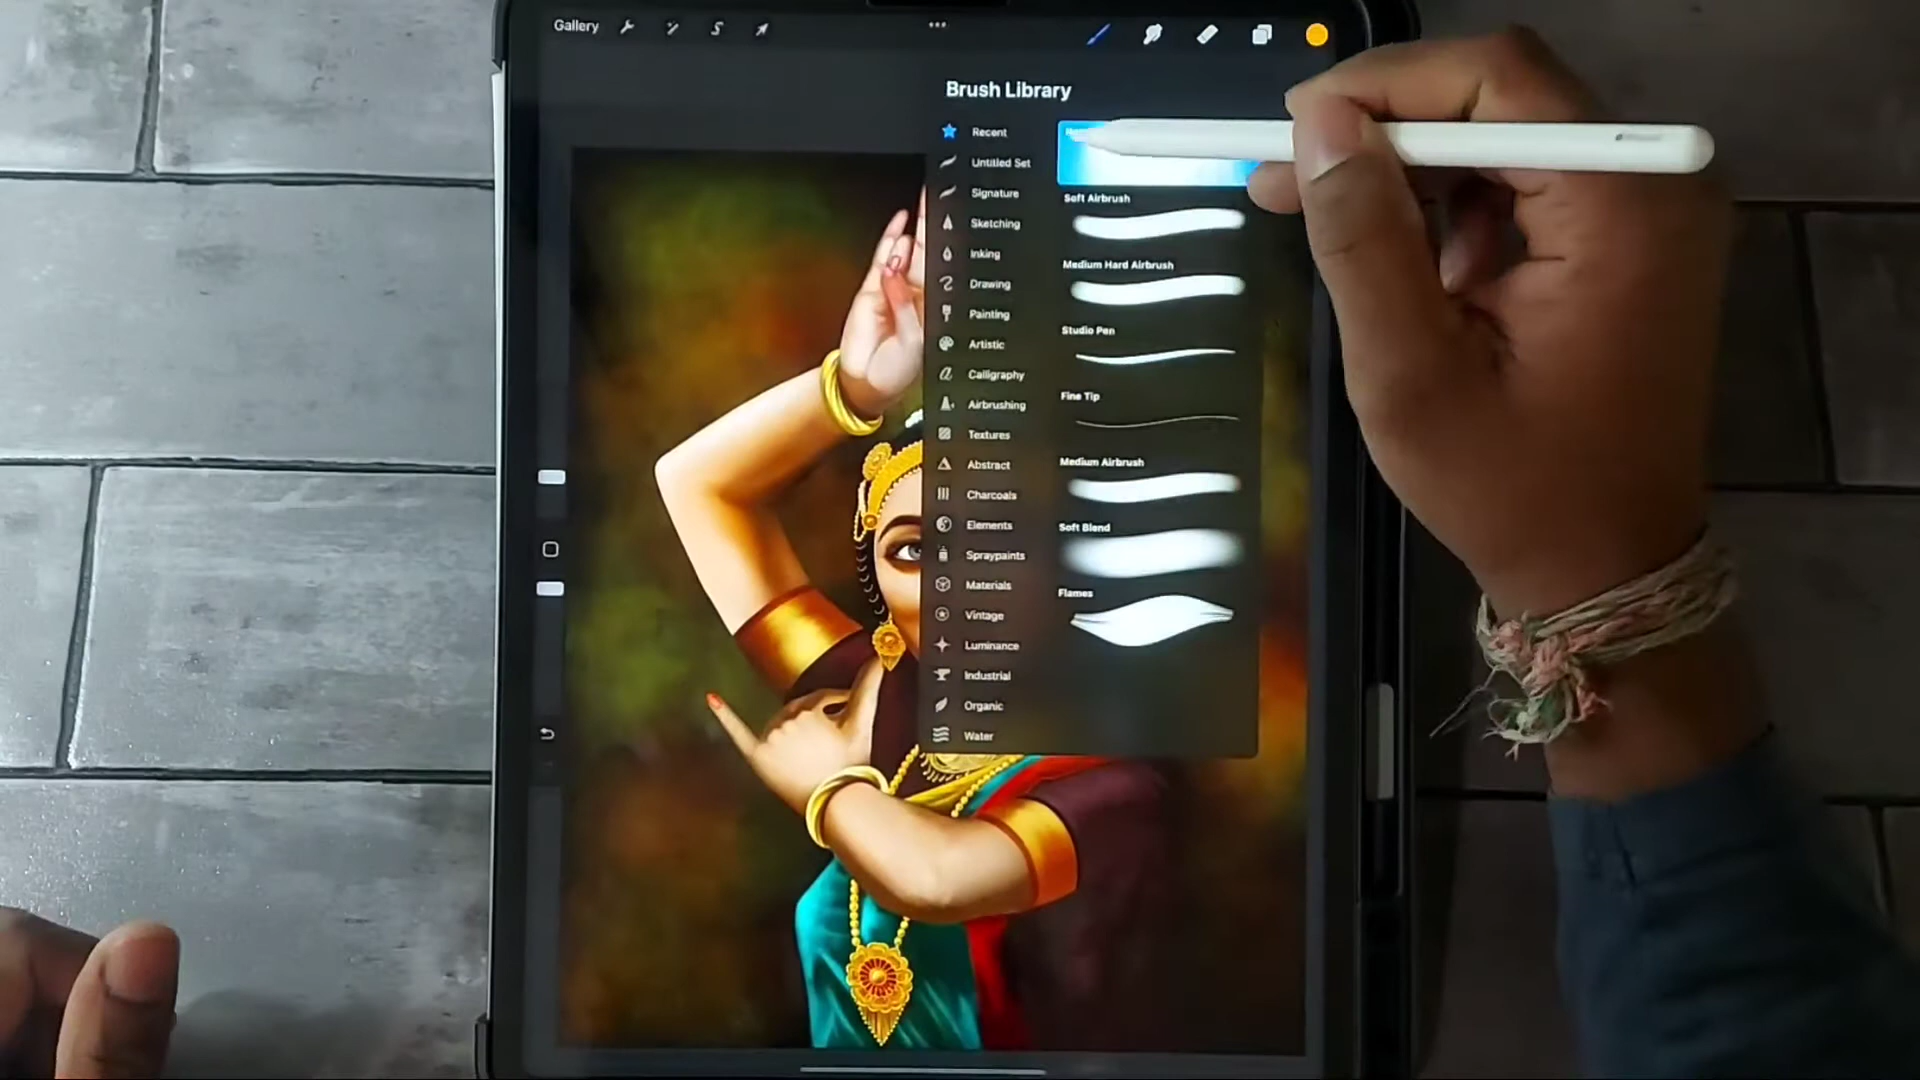 Gallery
Brush Library
Recent
Untitled Set
Signature
Sketching
Inking
Drawing
Painting
Artistic
Calligraphy
Airbrushing
Textures
Abstract
Charcoals
Elements
Spraypaints
Materials
Vintage
Luminance
Industrial
Organic
Water
Soft Airbrush
Medium Hard Airbrush
Studio Pen
Fine Tip
Medium Airbrush
Soft Blend
Flames